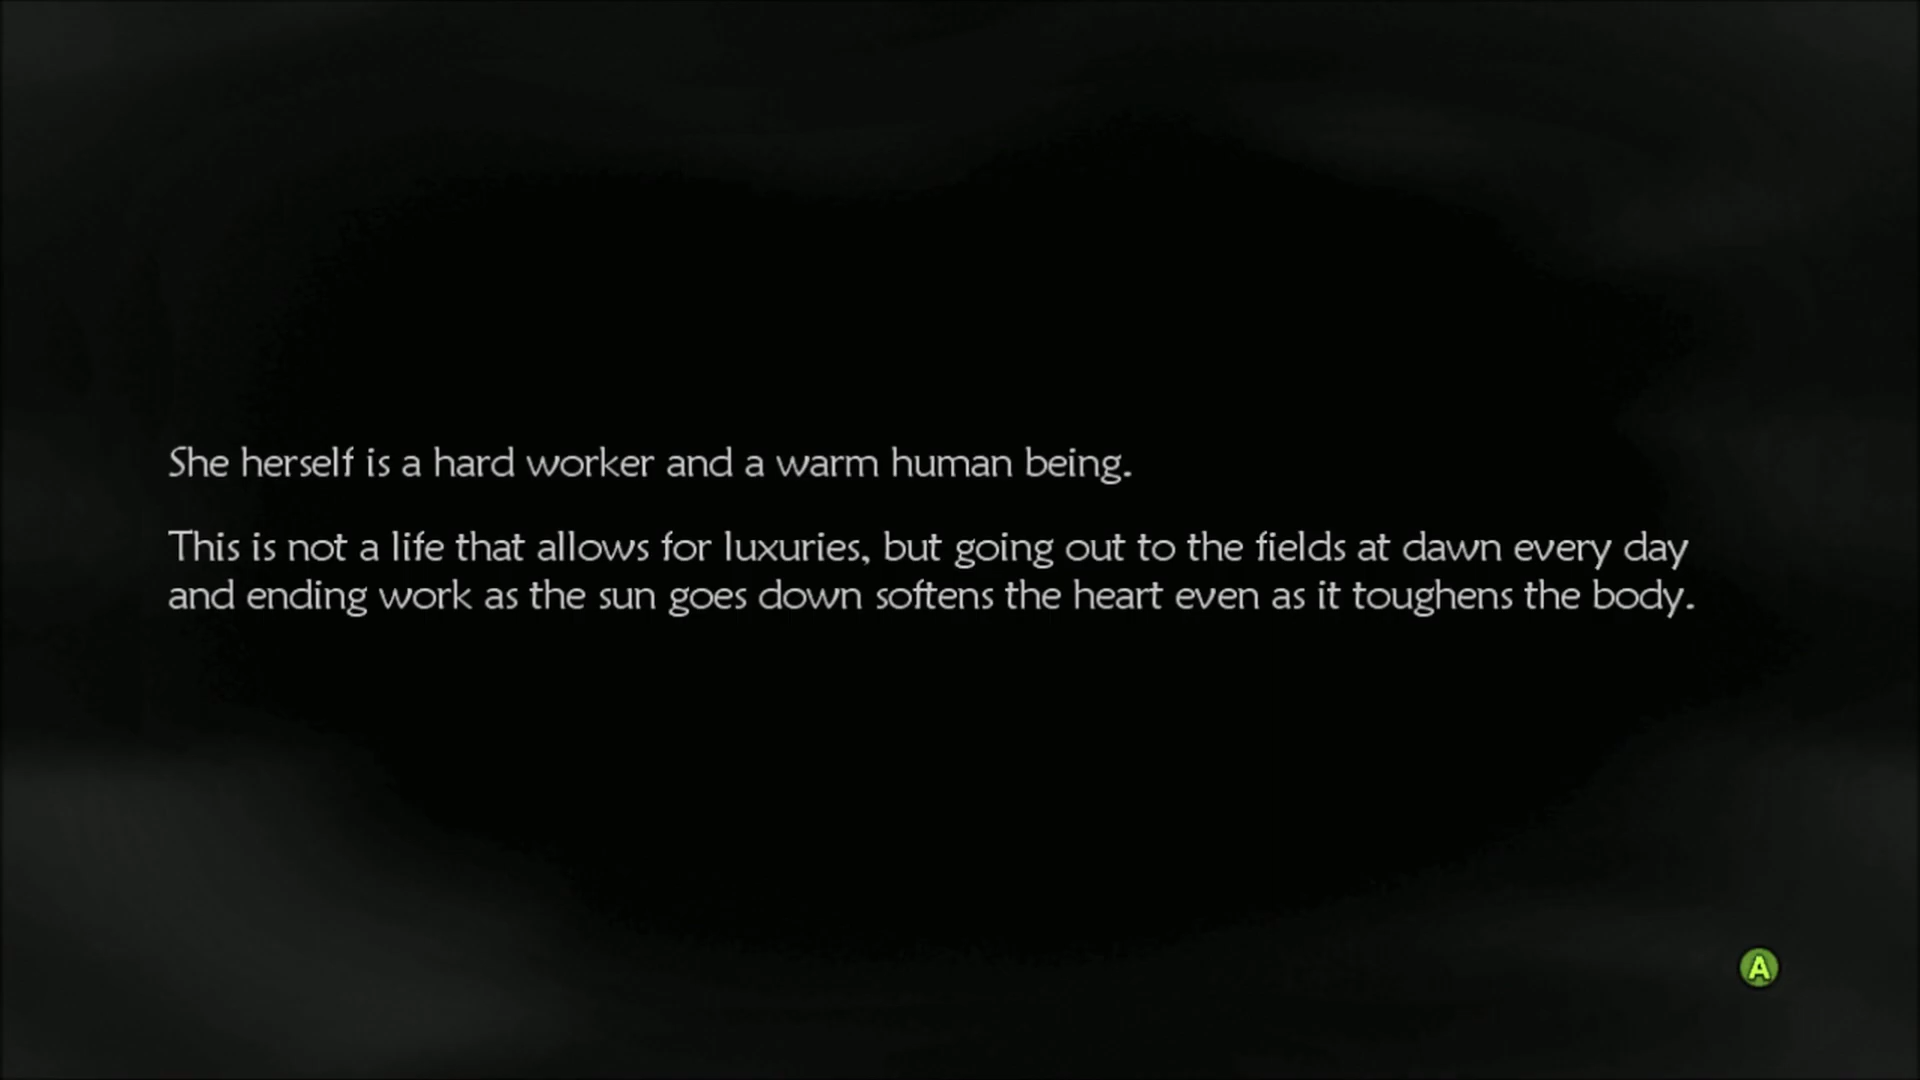 She herself is a hard worker and a warm human being.
This is not a life that allows for luxuries, but going out to the fields at dawn every day
and ending work as the sun goes down softens the heart even as it toughens the body.
A